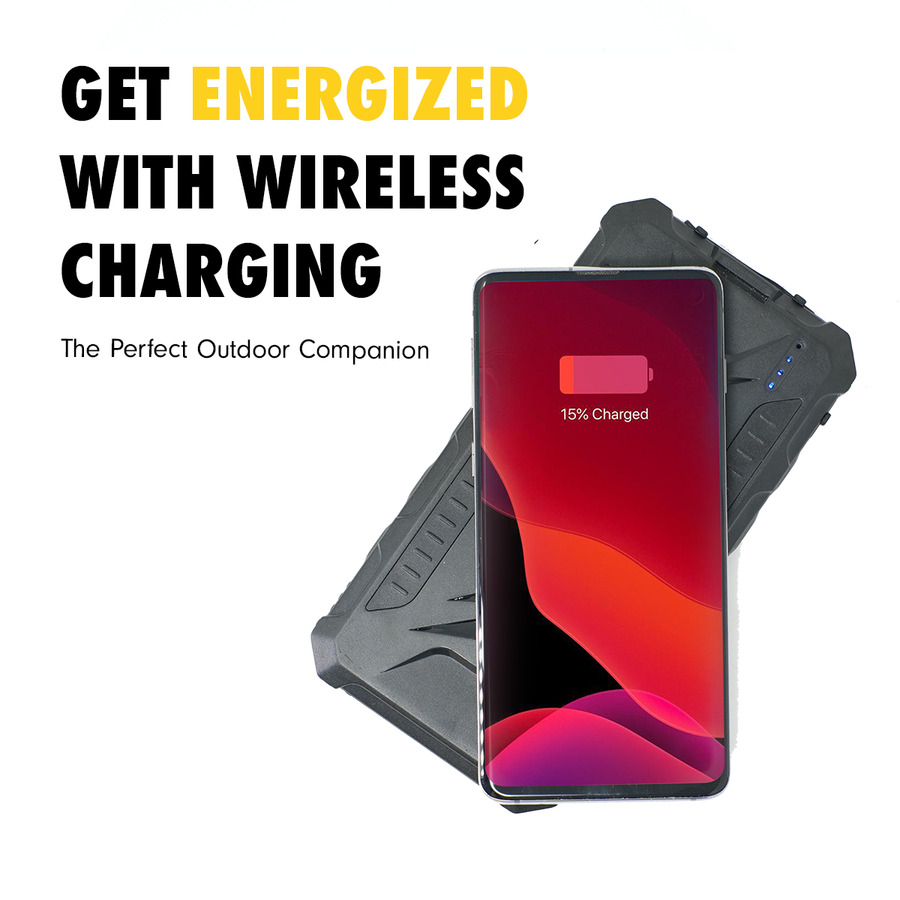 GET ENERGIZED
WITH WIRELESS
CHARGING
The Perfect Outdoor Companion
15% Charged